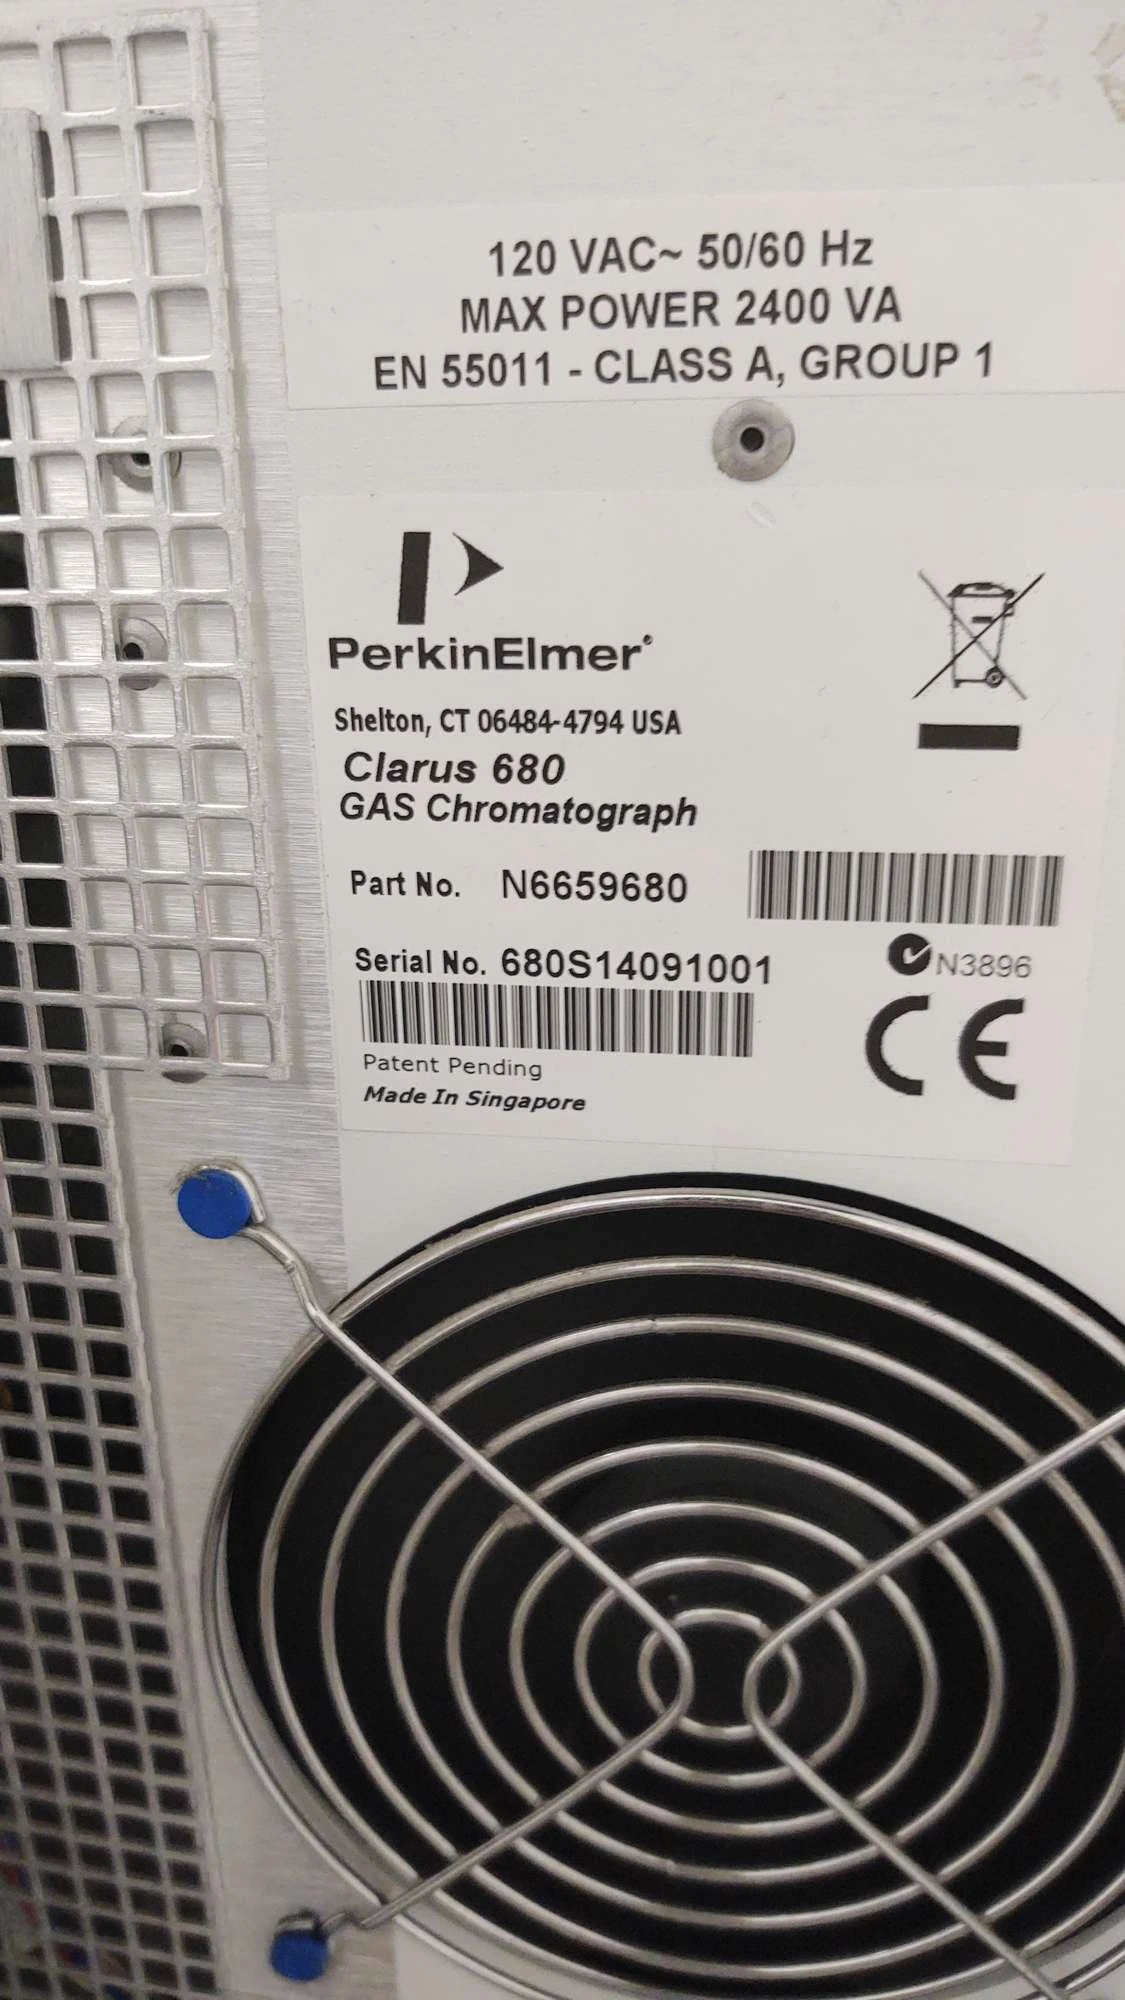 120 VAC~ 50/60 Hz
MAX POWER 2400 VA
EN 55011 - CLASS A, GROUP 1
PerkinElmer®
Shelton, CT 06484-4794 USA
Clarus 680
GAS Chromatograph
Part No. N6659680
Serial No. 680S14091001
N3896
CE
Patent Pending
Made In Singapore